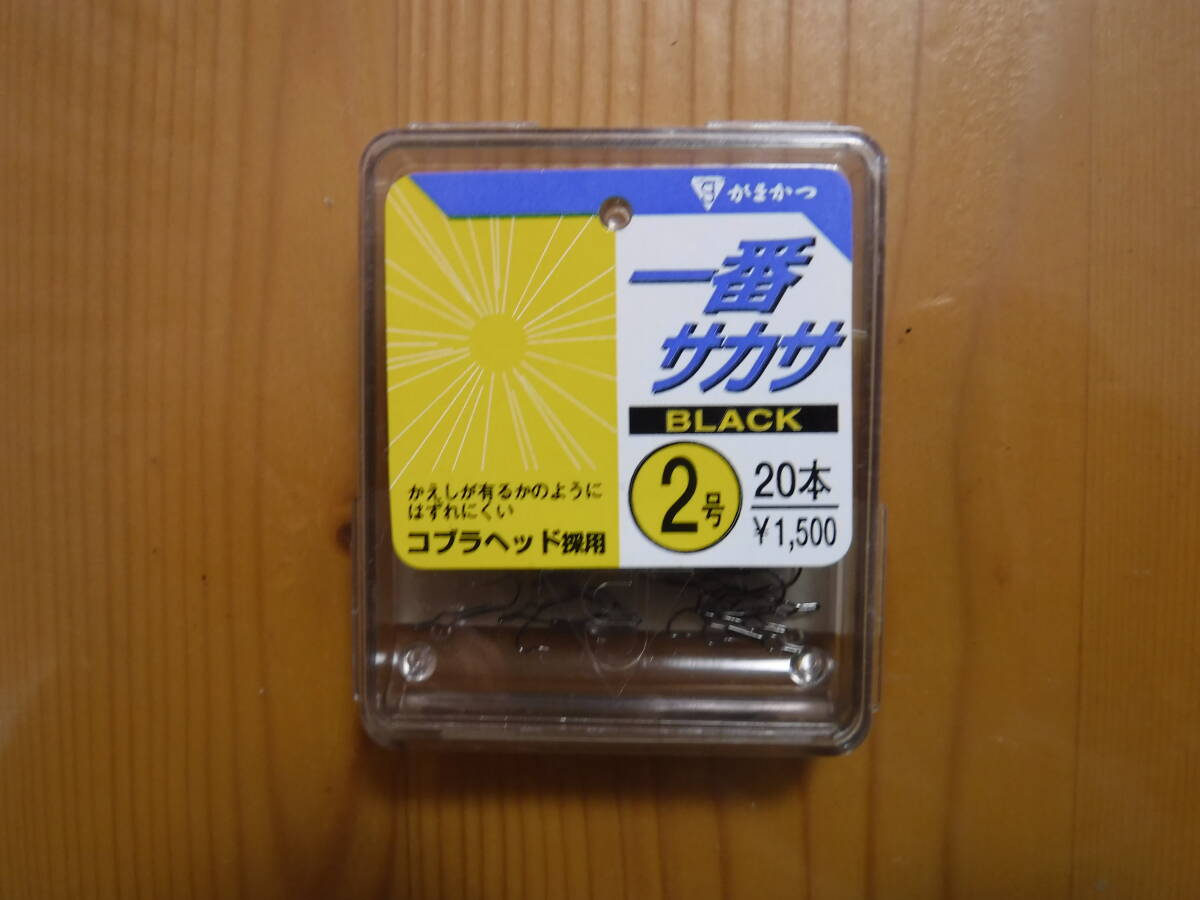 がまかつ
一番
サカサ
BLACK
2号
20本
¥1,500
かえしが有るかのように
はずれにくい
コブラヘッド採用